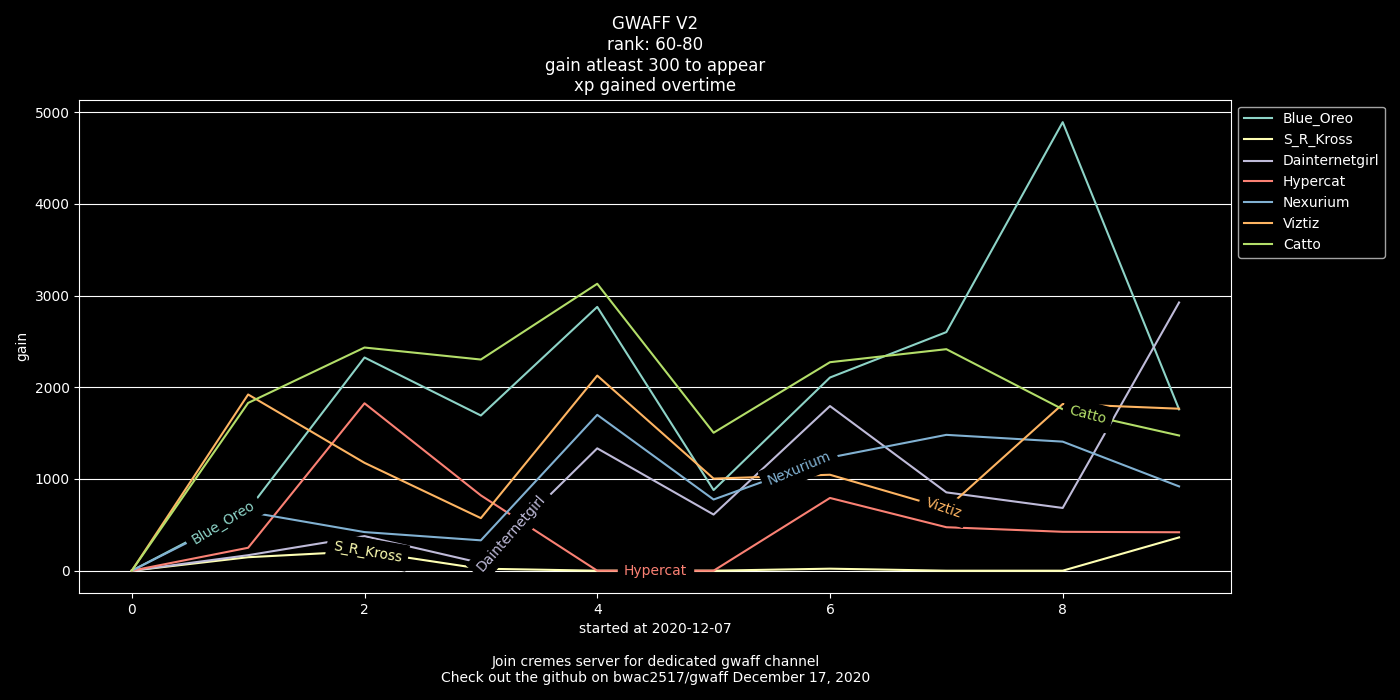 GWAFF V2
rank: 60-80
gain atleast 300 to appear
xp gained overtime
gain
5000
4000
3000
2000
1000
0
Blue_Oreo
S_R_Kross
Dainternetgirl
Hypercat
Nexurium
Viztiz
Catto
Blue_Oreo
S_R_Kross
Dainternetgirl
Hypercat
Nexurium
Viztiz
Catto
0 2 4 6 8
started at 2020-12-07
Join cremes server for dedicated gwaff channel
Check out the github on bwac2517/gwaff December 17, 2020